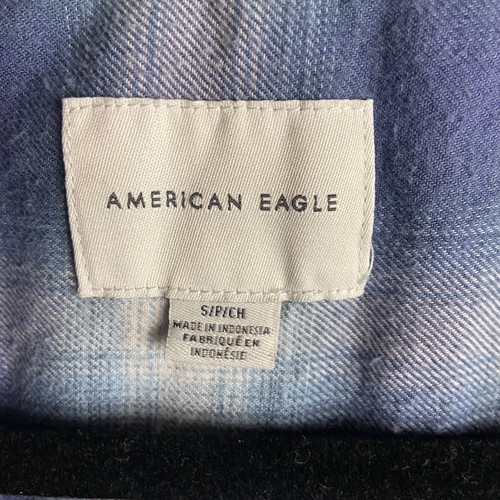 AMERICAN EAGLE
S/P/CH
MADE IN INDONESIA
FABRIQUÉ EN
INDONÉSIE